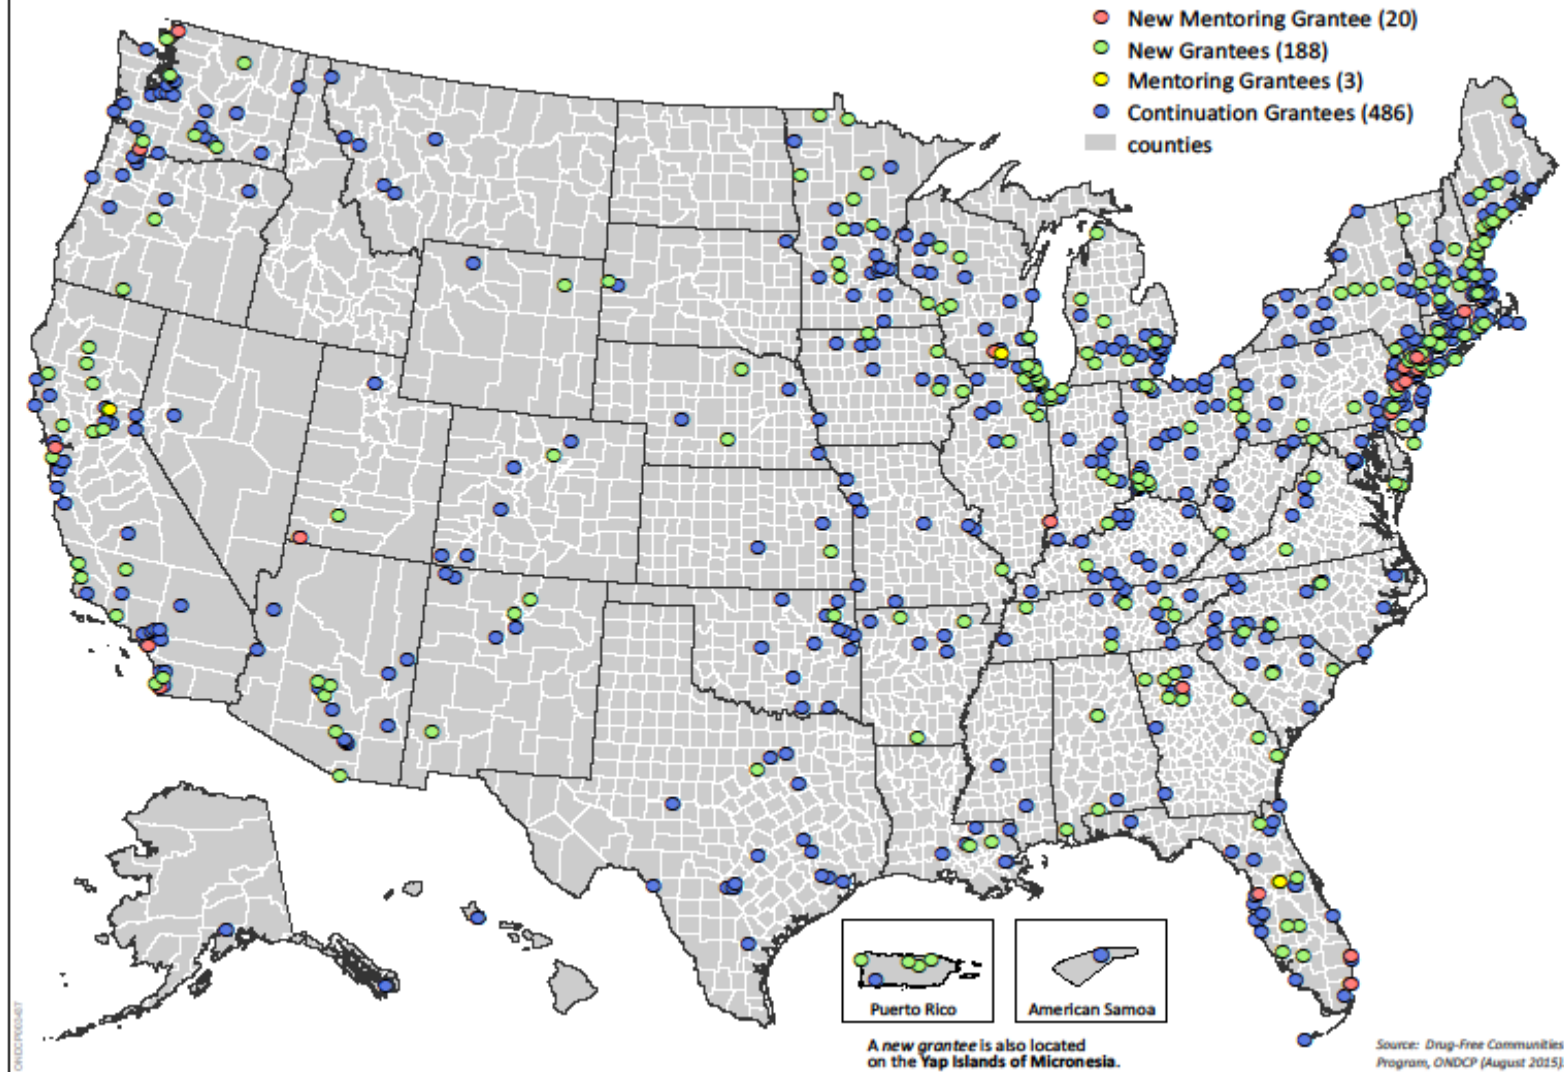 New Mentoring Grantee (20)
New Grantees (188)
Mentoring Grantees (3)
Continuation Grantees (486)
counties
Puerto Rico
American Samoa
A new grantee is also located
on the Yap Islands of Micronesia.
Source: Drug-Free Communities
Program, ONDCP (August 2015)